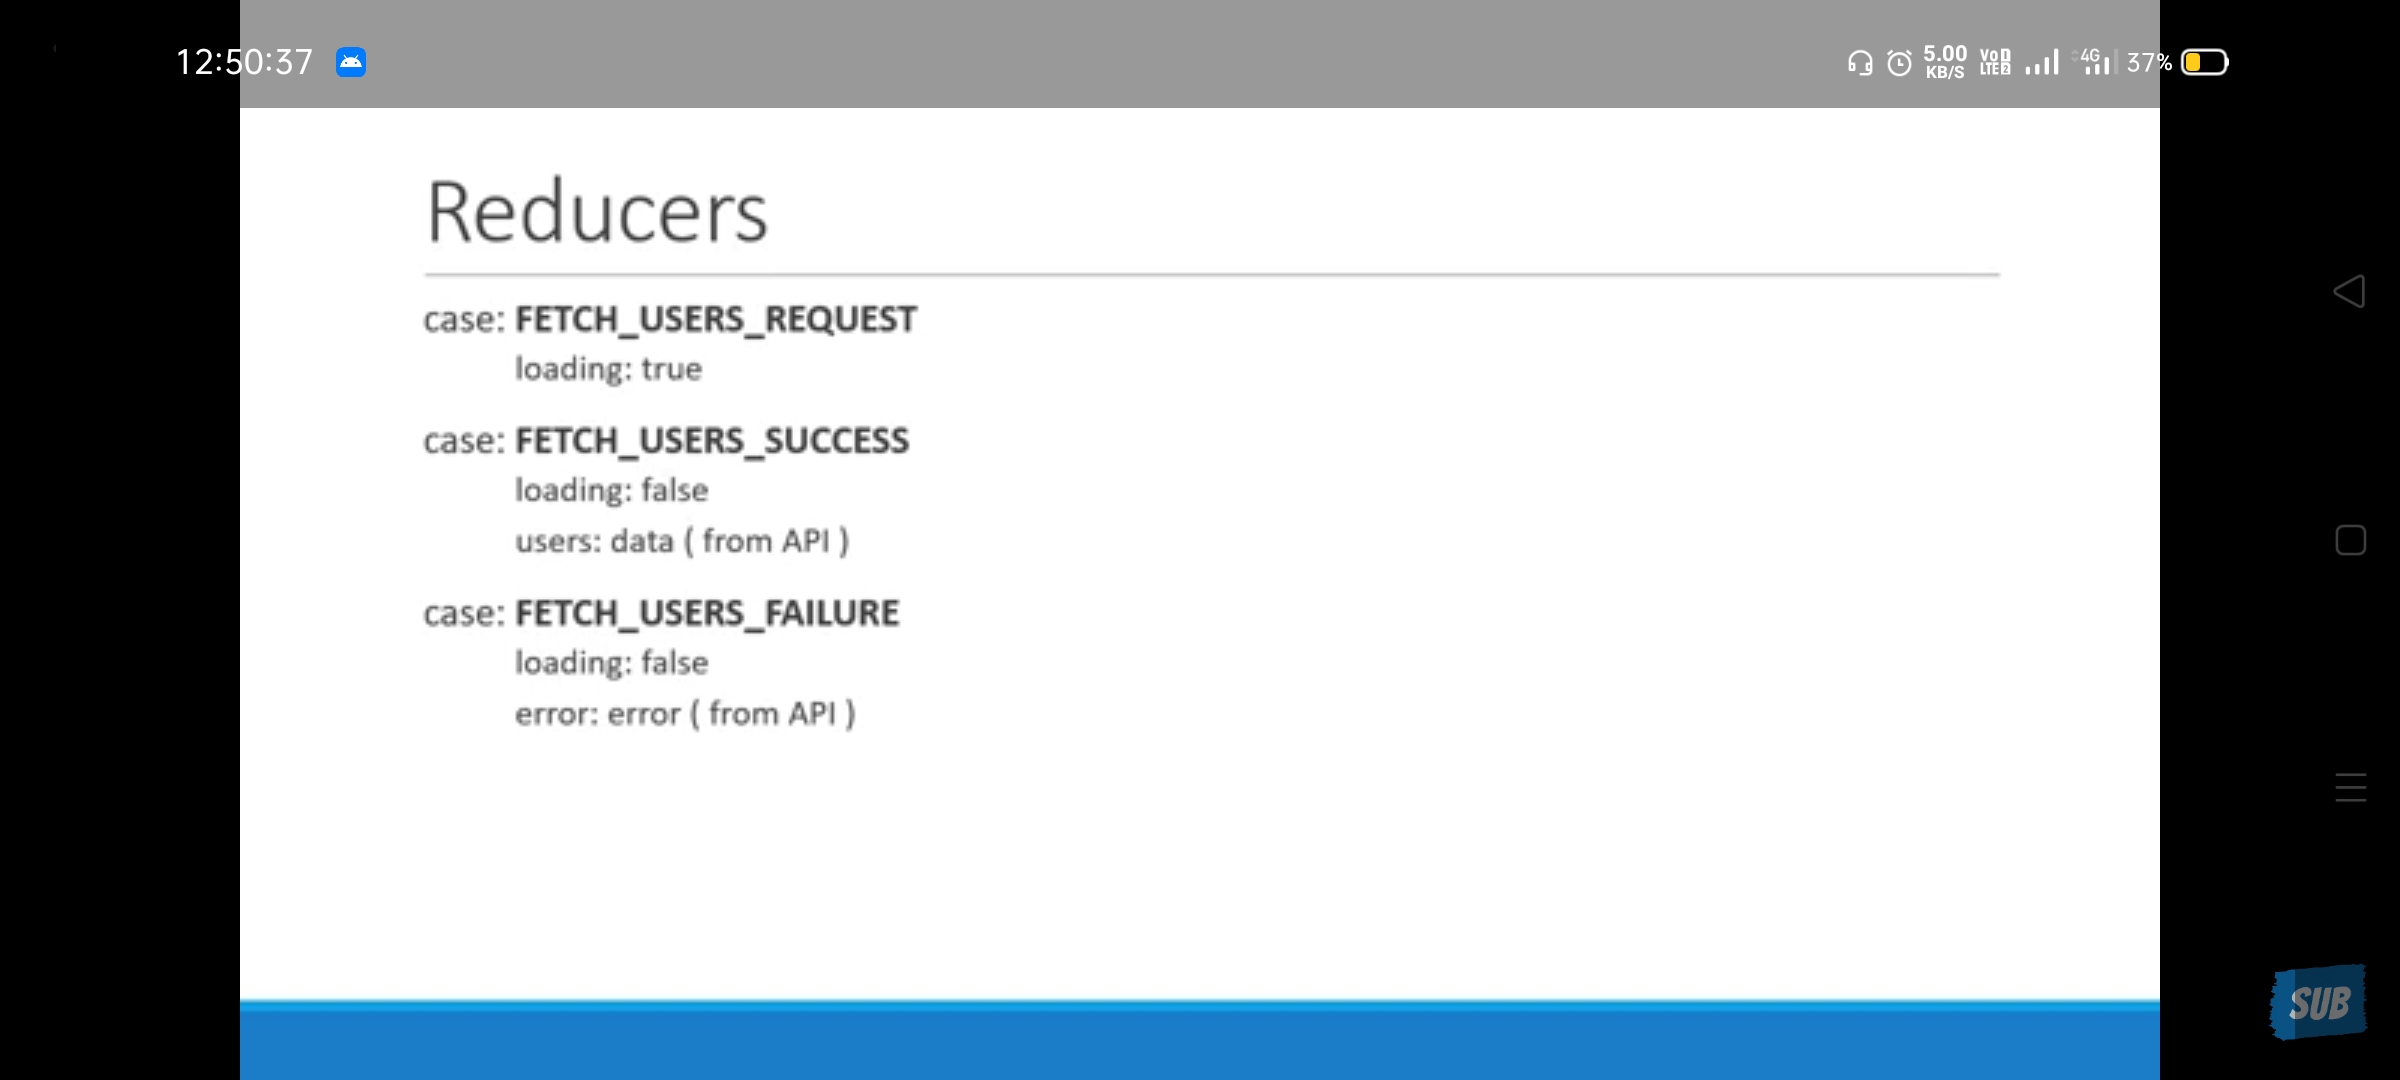 12:50:37
5.00 KB/S VoLTE 4G 37%
Reducers
case: FETCH_USERS_REQUEST
loading: true
case: FETCH_USERS_SUCCESS
loading: false
users: data ( from API )
case: FETCH_USERS_FAILURE
loading: false
error: error ( from API )
SUB